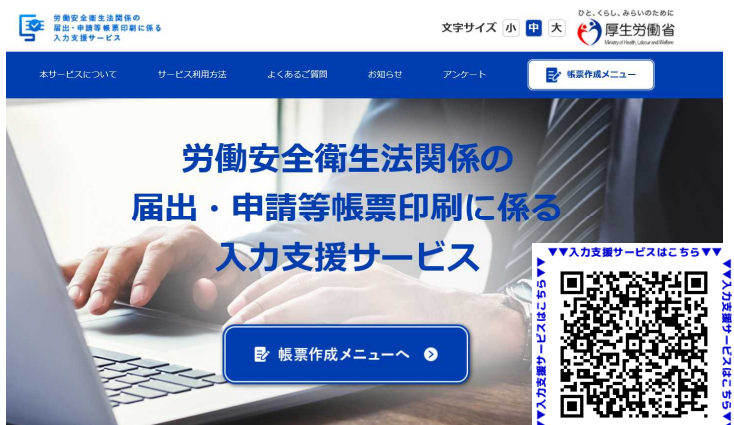 労働安全衛生法関係の
届出・申請等帳票印刷に係る
入力支援サービス
文字サイズ 小 中 大
ひと、くらし、みらいのために
厚生労働省
Ministry of Health, Labour and Welfare
本サービスについて サービス利用方法 よくあるご質問 お知らせ アンケート 帳票作成メニュー
労働安全衛生法関係の
届出・申請等帳票印刷に係る
入力支援サービス
帳票作成メニューへ
▼▼入力支援サービスはこちら▼▼
▼▼入力支援サービスはこちら▼▼
▼▼入力支援サービスはこちら▼▼